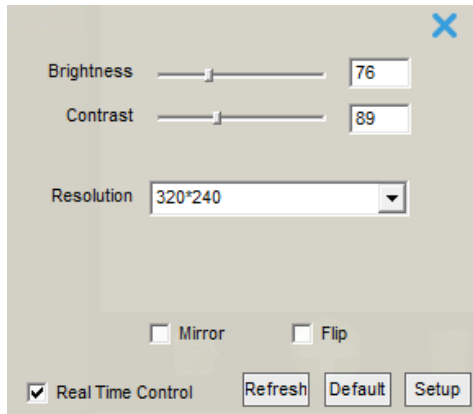 Brightness 76
Contrast 89
Resolution 320*240
Mirror Flip
Real Time Control Refresh Default Setup